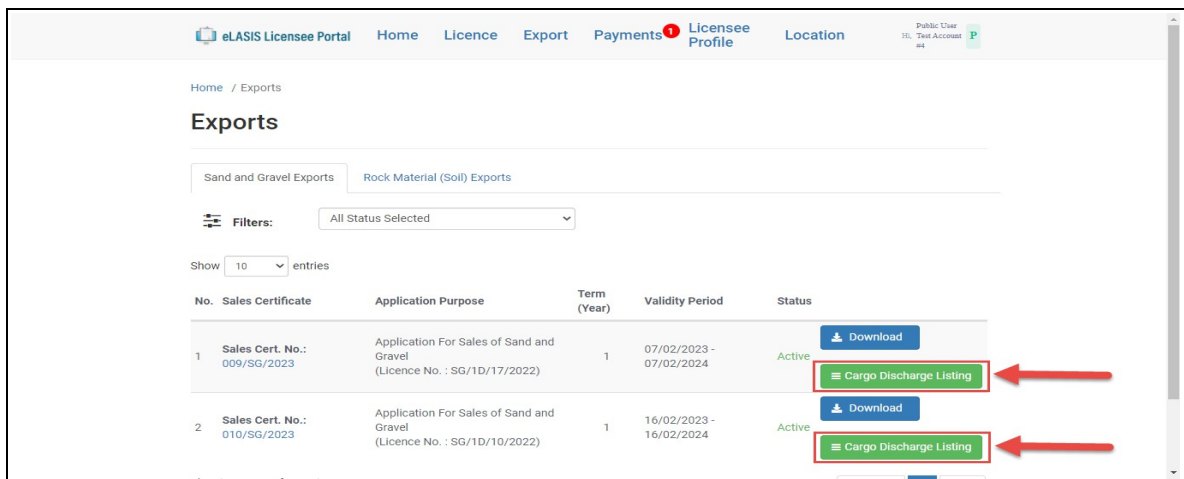 eLASIS Licensee Portal Home Licence Export Payments 1 Licensee Profile Location Hi, Public User Test Account #4 P
Home / Exports
Exports
Sand and Gravel Exports Rock Material (Soil) Exports
Filters: All Status Selected
Show 10 entries
No. Sales Certificate Application Purpose Term (Year) Validity Period Status
1 Sales Cert. No.: 009/SG/2023 Application For Sales of Sand and Gravel (Licence No. : SG/1D/17/2022) 1 07/02/2023 - 07/02/2024 Active Download
Cargo Discharge Listing
2 Sales Cert. No.: 010/SG/2023 Application For Sales of Sand and Gravel (Licence No. : SG/1D/10/2022) 1 16/02/2023 - 16/02/2024 Active Download
Cargo Discharge Listing